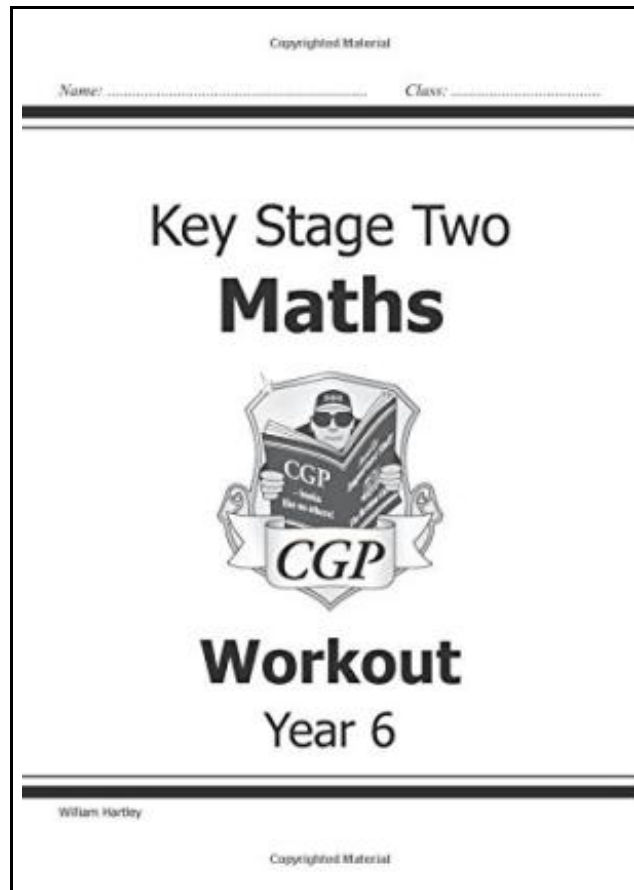 Copyrighted Material
Name: ............................................................ Class: ..................................
Key Stage Two
Maths
CGP
CGP
Workout
Year 6
William Hartley
Copyrighted Material